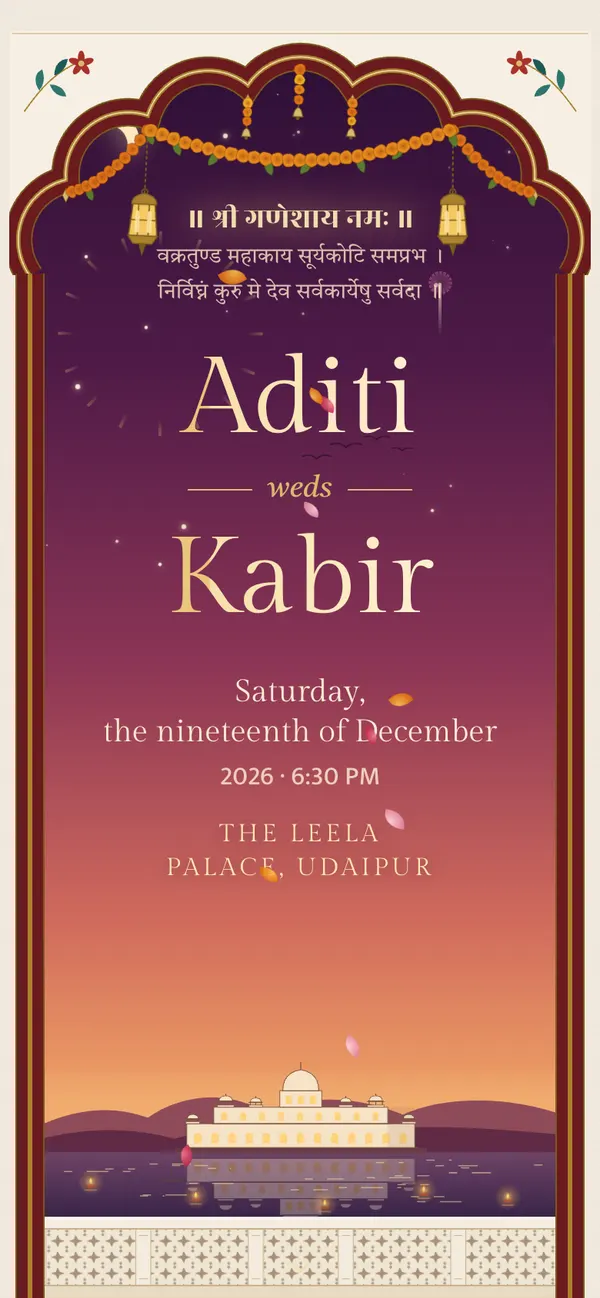 ॥ श्री गणेशाय नमः ॥
वक्रतुण्ड महाकाय सूर्यकोटि समप्रभ ।
निर्विघ्नं कुरु मे देव सर्वकार्येषु सर्वदा ॥
Aditi
weds
Kabir
Saturday,
the nineteenth of December
2026 · 6:30 PM
THE LEELA
PALACE, UDAIPUR